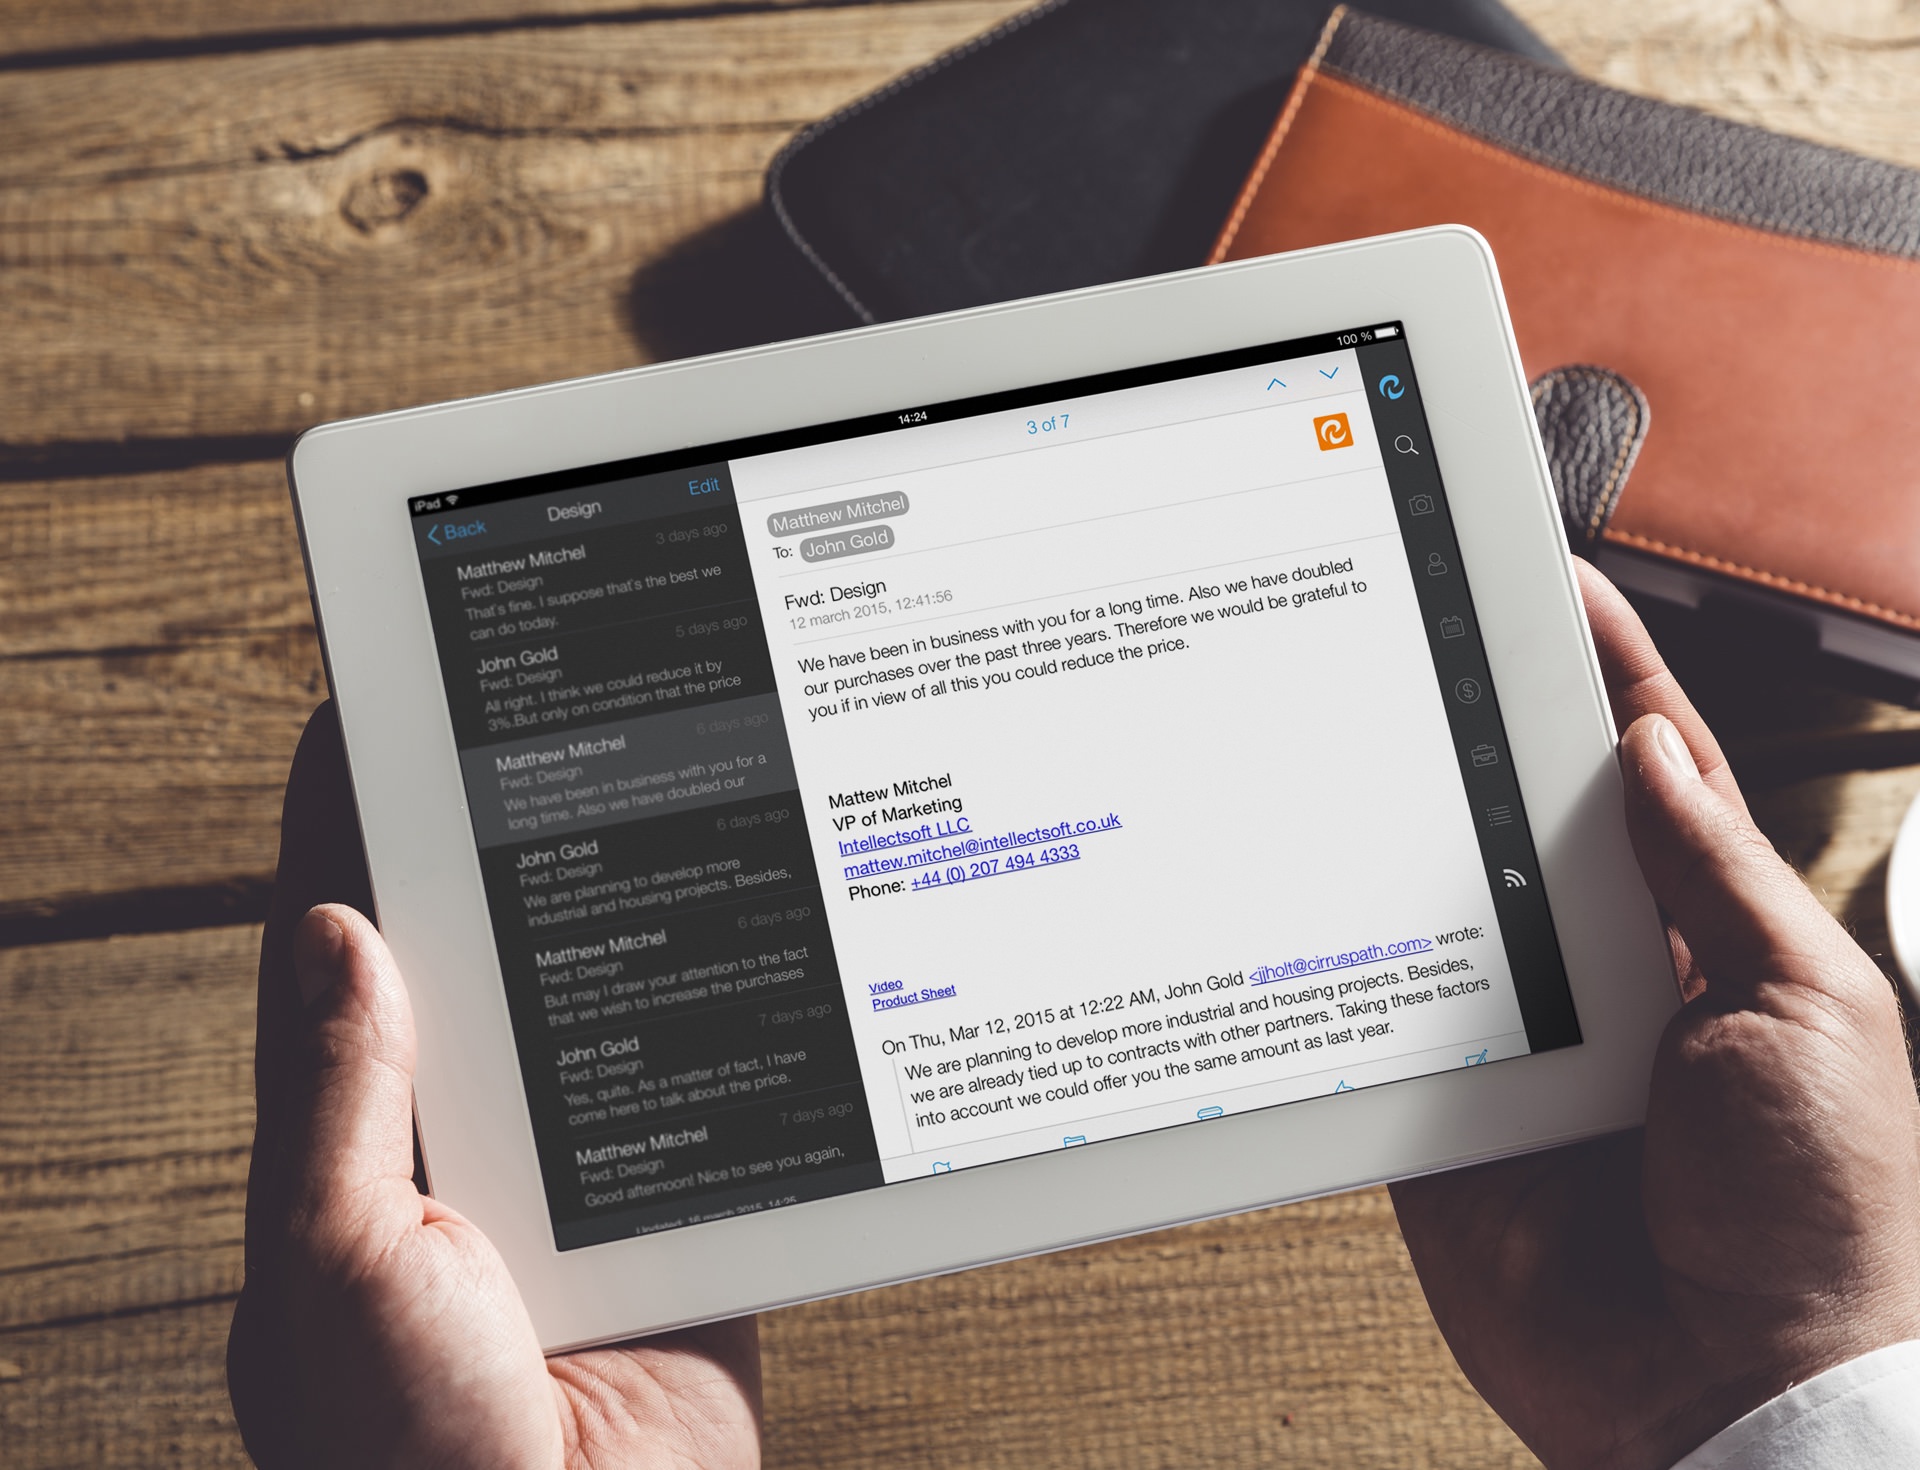 iPad
14:24
100 %
Back
Design
Edit
Matthew Mitchel
3 days ago
Fwd: Design
That's fine. I suppose that's the best we
can do today.
John Gold
5 days ago
Fwd: Design
All right. I think we could reduce it by
3%.But only on condition that the price
Matthew Mitchel
6 days ago
Fwd: Design
We have been in business with you for a
long time. Also we have doubled our
John Gold
6 days ago
Fwd: Design
We are planning to develop more
industrial and housing projects. Besides,
Matthew Mitchel
6 days ago
Fwd: Design
But may I draw your attention to the fact
that we wish to increase the purchases
John Gold
7 days ago
Fwd: Design
Yes, quite. As a matter of fact, I have
come here to talk about the price.
Matthew Mitchel
7 days ago
Fwd: Design
Good afternoon! Nice to see you again,
Updated: 16 march 2015, 14:25
3 of 7
Matthew Mitchel
To: John Gold
Fwd: Design
12 march 2015, 12:41:56
We have been in business with you for a long time. Also we have doubled
our purchases over the past three years. Therefore we would be grateful to
you if in view of all this you could reduce the price.
Mattew Mitchel
VP of Marketing
Intellectsoft LLC
mattew.mitchel@intellectsoft.co.uk
Phone: +44 (0) 207 494 4333
Video
Product Sheet
On Thu, Mar 12, 2015 at 12:22 AM, John Gold <jjholt@cirruspath.com> wrote:
We are planning to develop more industrial and housing projects. Besides,
we are already tied up to contracts with other partners. Taking these factors
into account we could offer you the same amount as last year.